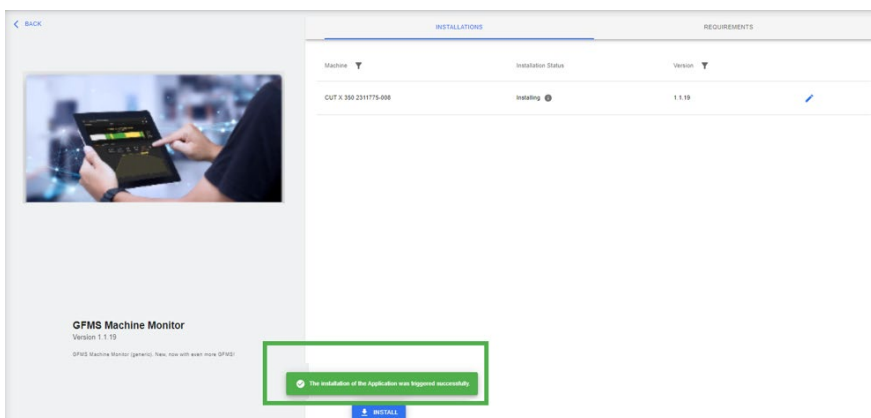 BACK
INSTALLATIONS
REQUIREMENTS
Machine
Installation Status
Version
CUT X 350 2311775-008
Installing
1.1.19
GFMS Machine Monitor
Version 1.1.19
GFMS Machine Monitor (generic). New, now with even more GFMS!
The installation of the Application was triggered successfully.
INSTALL